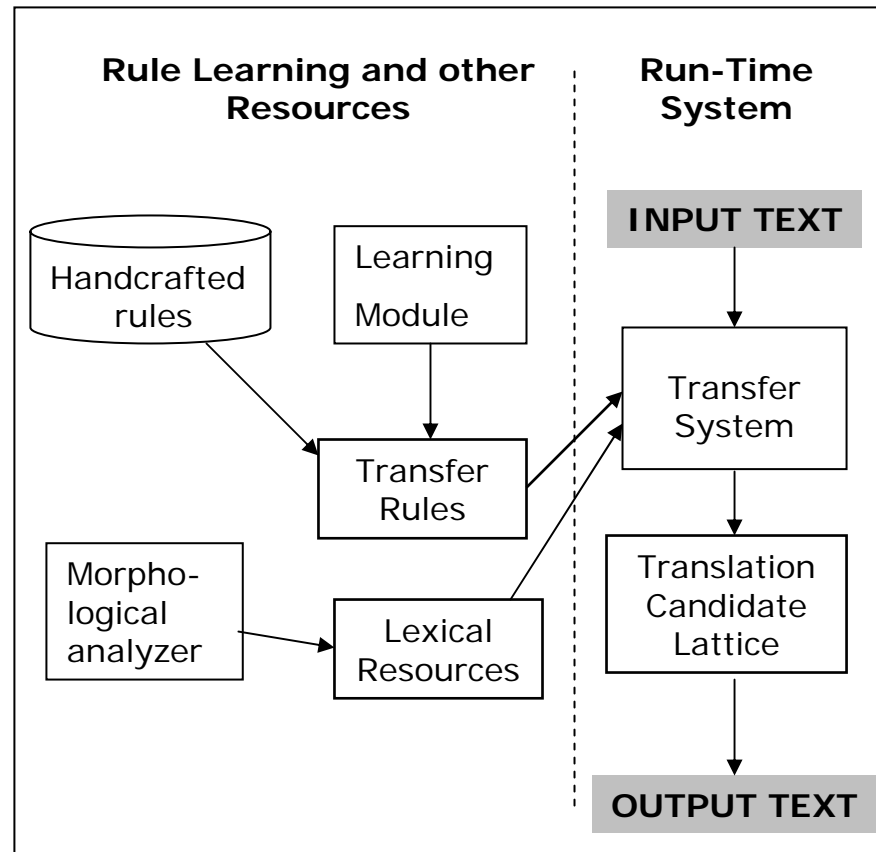 Rule Learning and other
Resources
Run-Time
System
INPUT TEXT
Handcrafted
rules
Learning
Module
Transfer
System
Transfer
Rules
Morpho-
logical
analyzer
Lexical
Resources
Translation
Candidate
Lattice
OUTPUT TEXT